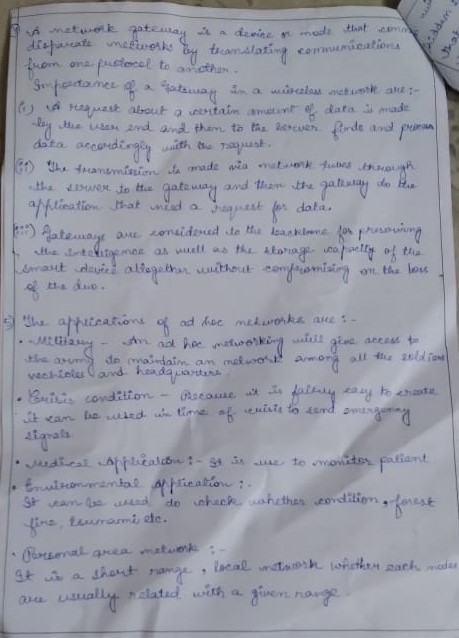 A network gateway is a device or node that conne
disparate networks by translating communications
from one protocol to another.
Importance of a Gateway in a wireless network are :-
(i) A request about a certain amount of data is made
by the user end and then to the server finds and process
data accordingly with the request.
(ii) The transmission is made via network tubes through
the server to the gateway and then the gateway do the
application that need a request for data.
(iii) Gateways are considered to the backbone for preserving
the intelligence as well as the storage capacity of the
smart device altogether without compromising on the loss
of the duo.
5) The applications of ad hoc networks are :-
• Military - An ad hoc networking will give access to
the army to maintain an network among all the soldiers
vechicles and headquarters.
• Crisis condition - Because it is fairly easy to create
it can be used in time of crisis to send emergency
signals
• Medical Application :- It is use to monitor patient
• Environmental Application :-
It can be used do check whether condition, forest
fire, tsunami etc.
• Personal area network :-
It is a short range, local network whether each nodes
are usually related with a given range.